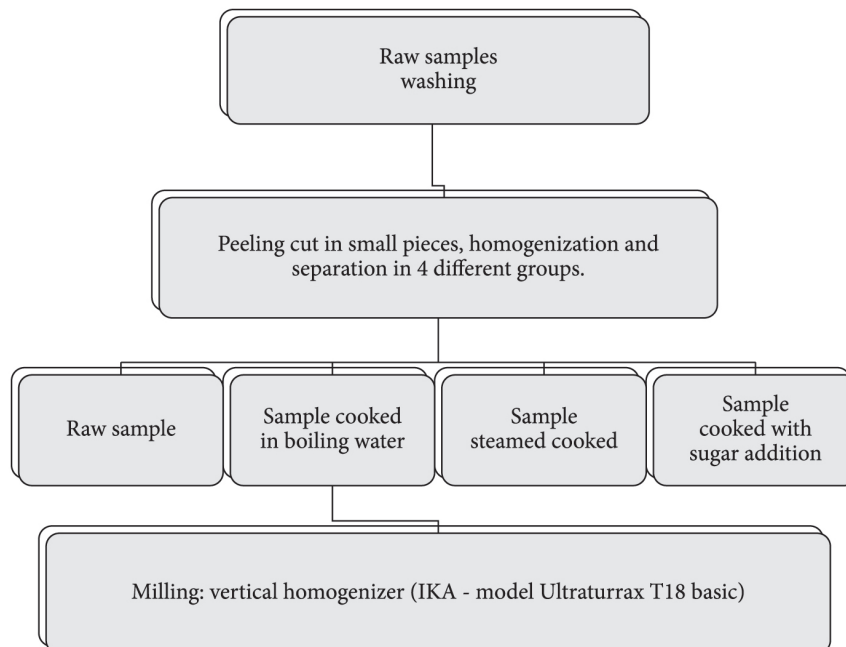 Raw samples
washing
Peeling cut in small pieces, homogenization and
separation in 4 different groups.
Raw sample
Sample cooked
in boiling water
Sample
steamed cooked
Sample
cooked with
sugar addition
Milling: vertical homogenizer (IKA - model Ultraturrax T18 basic)